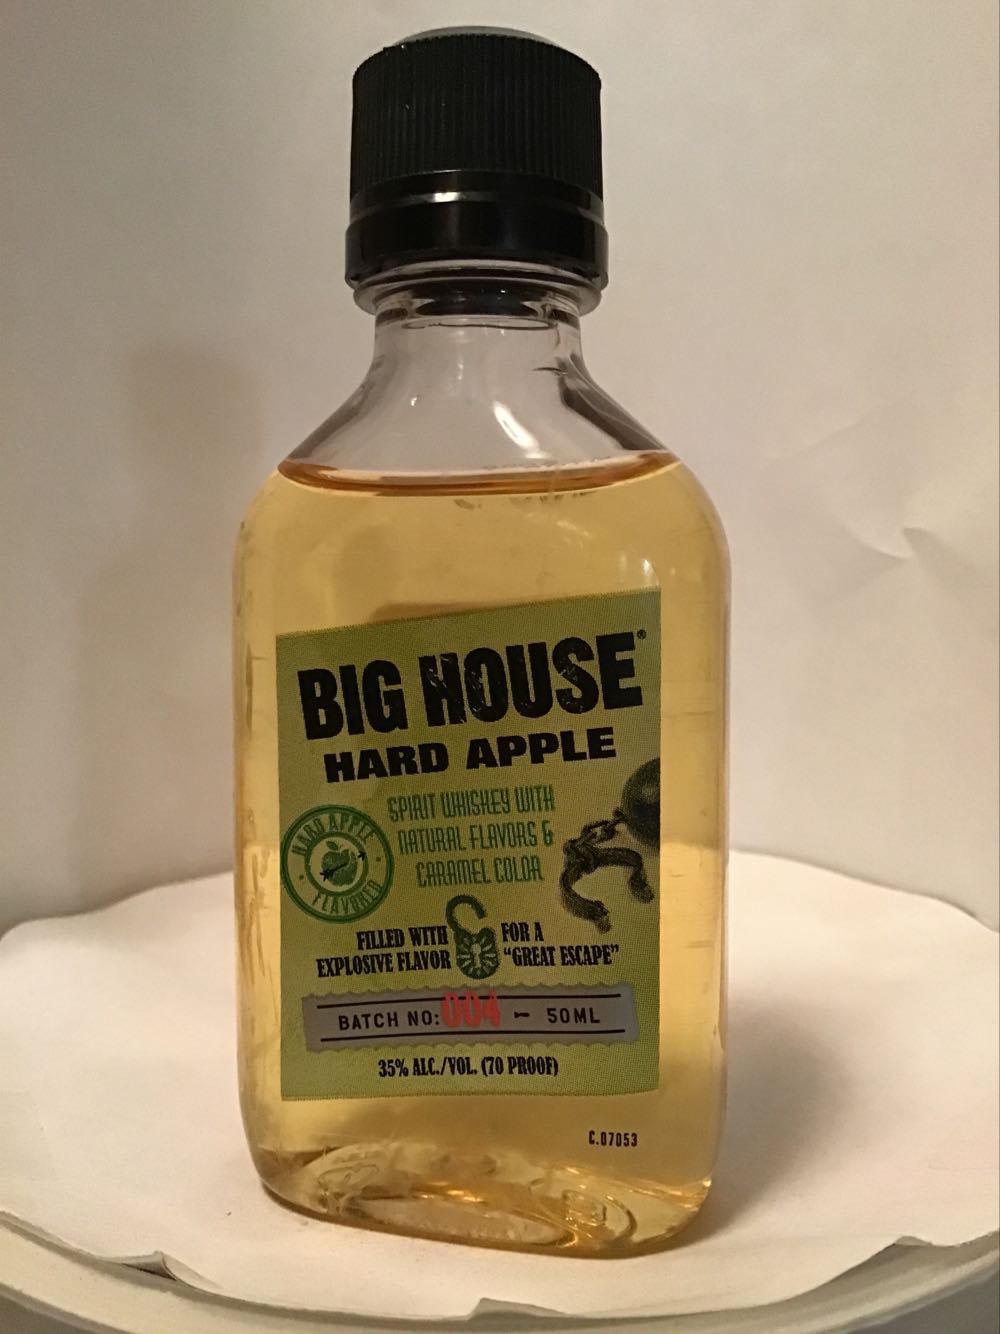 BIG HOUSE®
HARD APPLE
SPIRIT WHISKEY WITH
NATURAL FLAVORS &
CARAMEL COLOR
HARD APPLE
FLAVORED
FILLED WITH
EXPLOSIVE FLAVOR
FOR A
"GREAT ESCAPE"
BATCH NO: 004 - 50ML
35% ALC./VOL. (70 PROOF)
C.07053